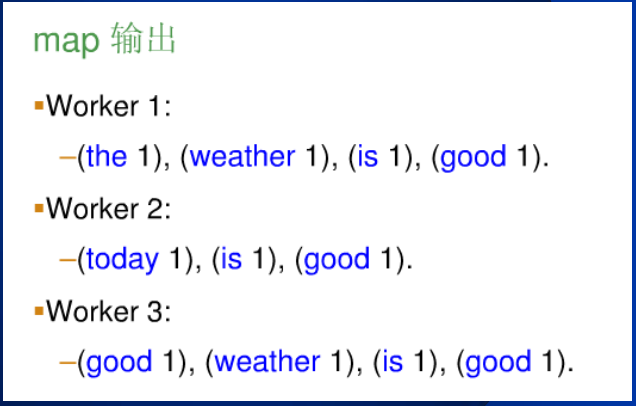 map 输出
▪Worker 1:
–(the 1), (weather 1), (is 1), (good 1).
▪Worker 2:
–(today 1), (is 1), (good 1).
▪Worker 3:
–(good 1), (weather 1), (is 1), (good 1).